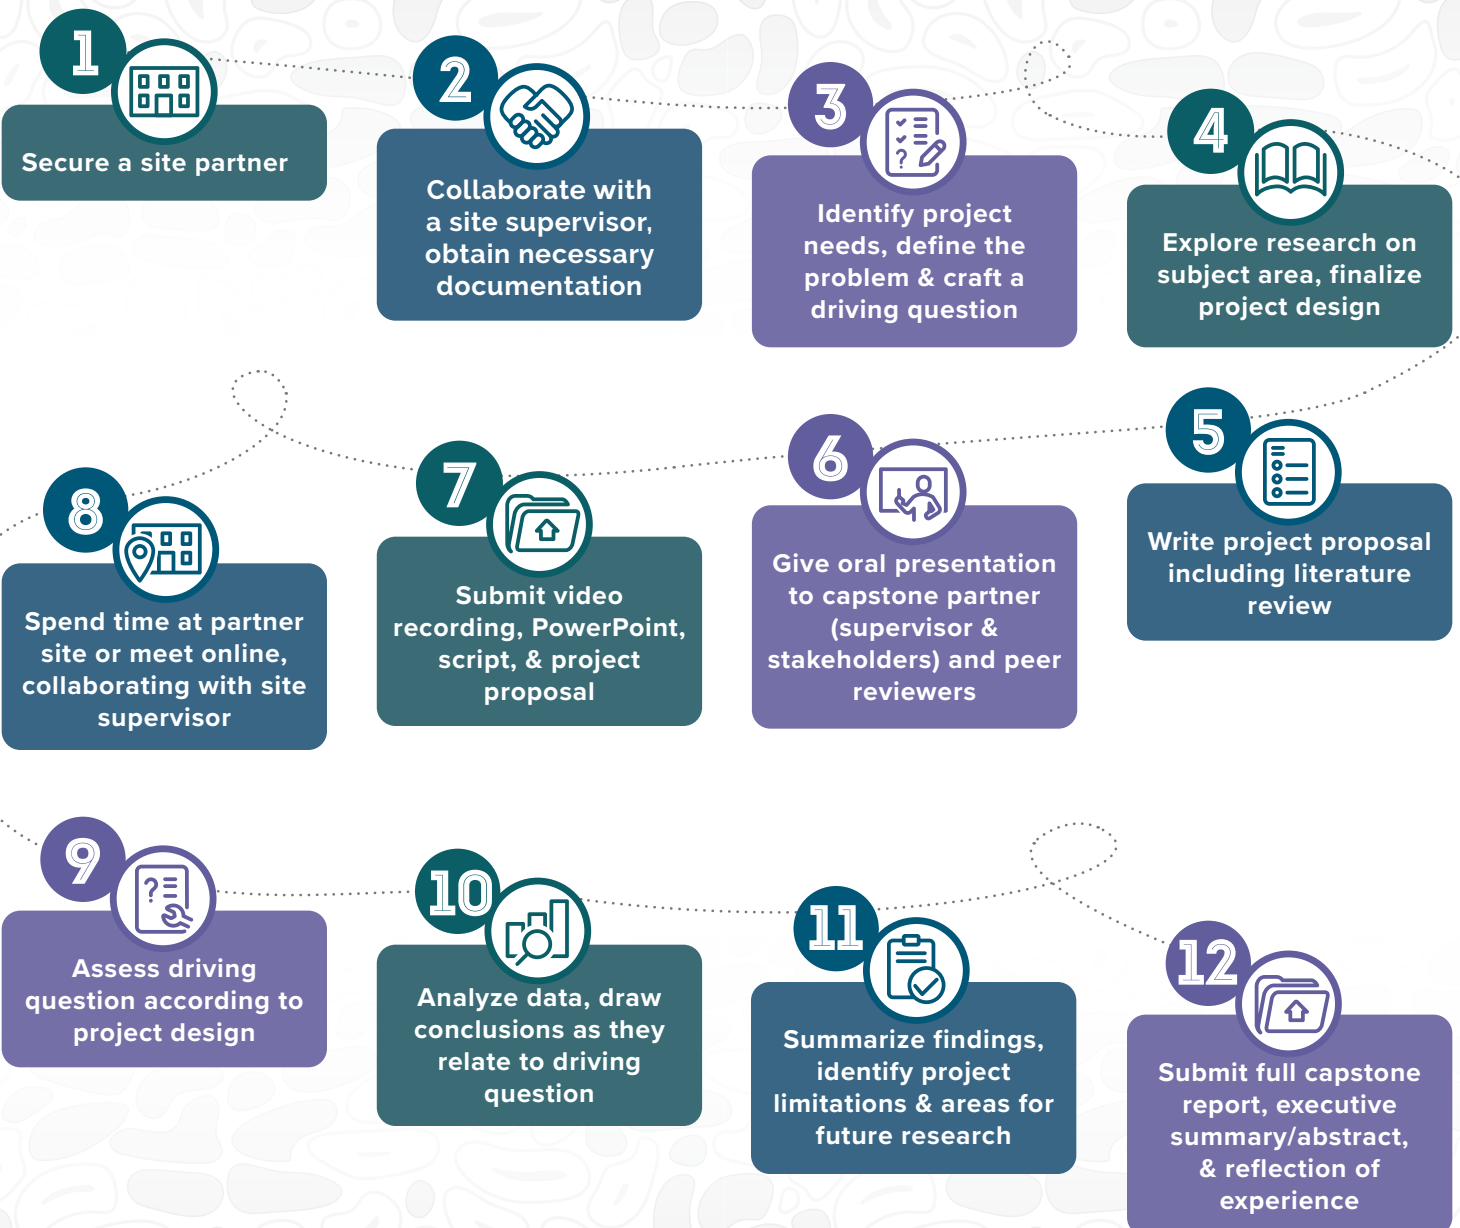 1
Secure a site partner
2
Collaborate with
a site supervisor,
obtain necessary
documentation
3
Identify project
needs, define the
problem & craft a
driving question
4
Explore research on
subject area, finalize
project design
5
Write project proposal
including literature
review
6
Give oral presentation
to capstone partner
(supervisor &
stakeholders) and peer
reviewers
7
Submit video
recording, PowerPoint,
script, & project
proposal
8
Spend time at partner
site or meet online,
collaborating with site
supervisor
9
Assess driving
question according to
project design
10
Analyze data, draw
conclusions as they
relate to driving
question
11
Summarize findings,
identify project
limitations & areas for
future research
12
Submit full capstone
report, executive
summary/abstract,
& reflection of
experience